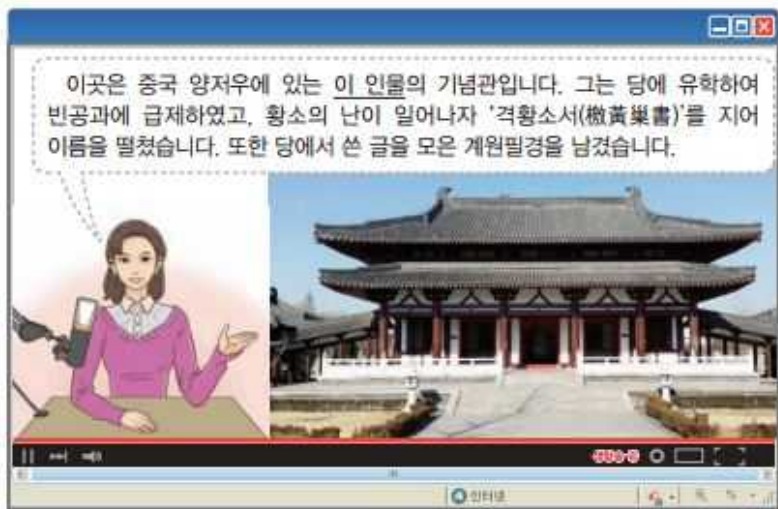 이곳은 중국 양저우에 있는 이 인물의 기념관입니다. 그는 당에 유학하여
빈공과에 급제하였고, 황소의 난이 일어나자 '격황소서(檄黃巢書)'를 지어
이름을 떨쳤습니다. 또한 당에서 쓴 글을 모은 계원필경을 남겼습니다.
인터넷